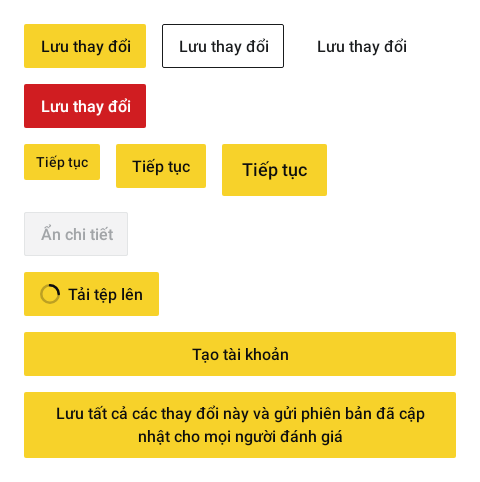 Lưu thay đổi
Lưu thay đổi
Lưu thay đổi
Lưu thay đổi
Tiếp tục
Tiếp tục
Tiếp tục
Ẩn chi tiết
Tải tệp lên
Tạo tài khoản
Lưu tất cả các thay đổi này và gửi phiên bản đã cập
nhật cho mọi người đánh giá